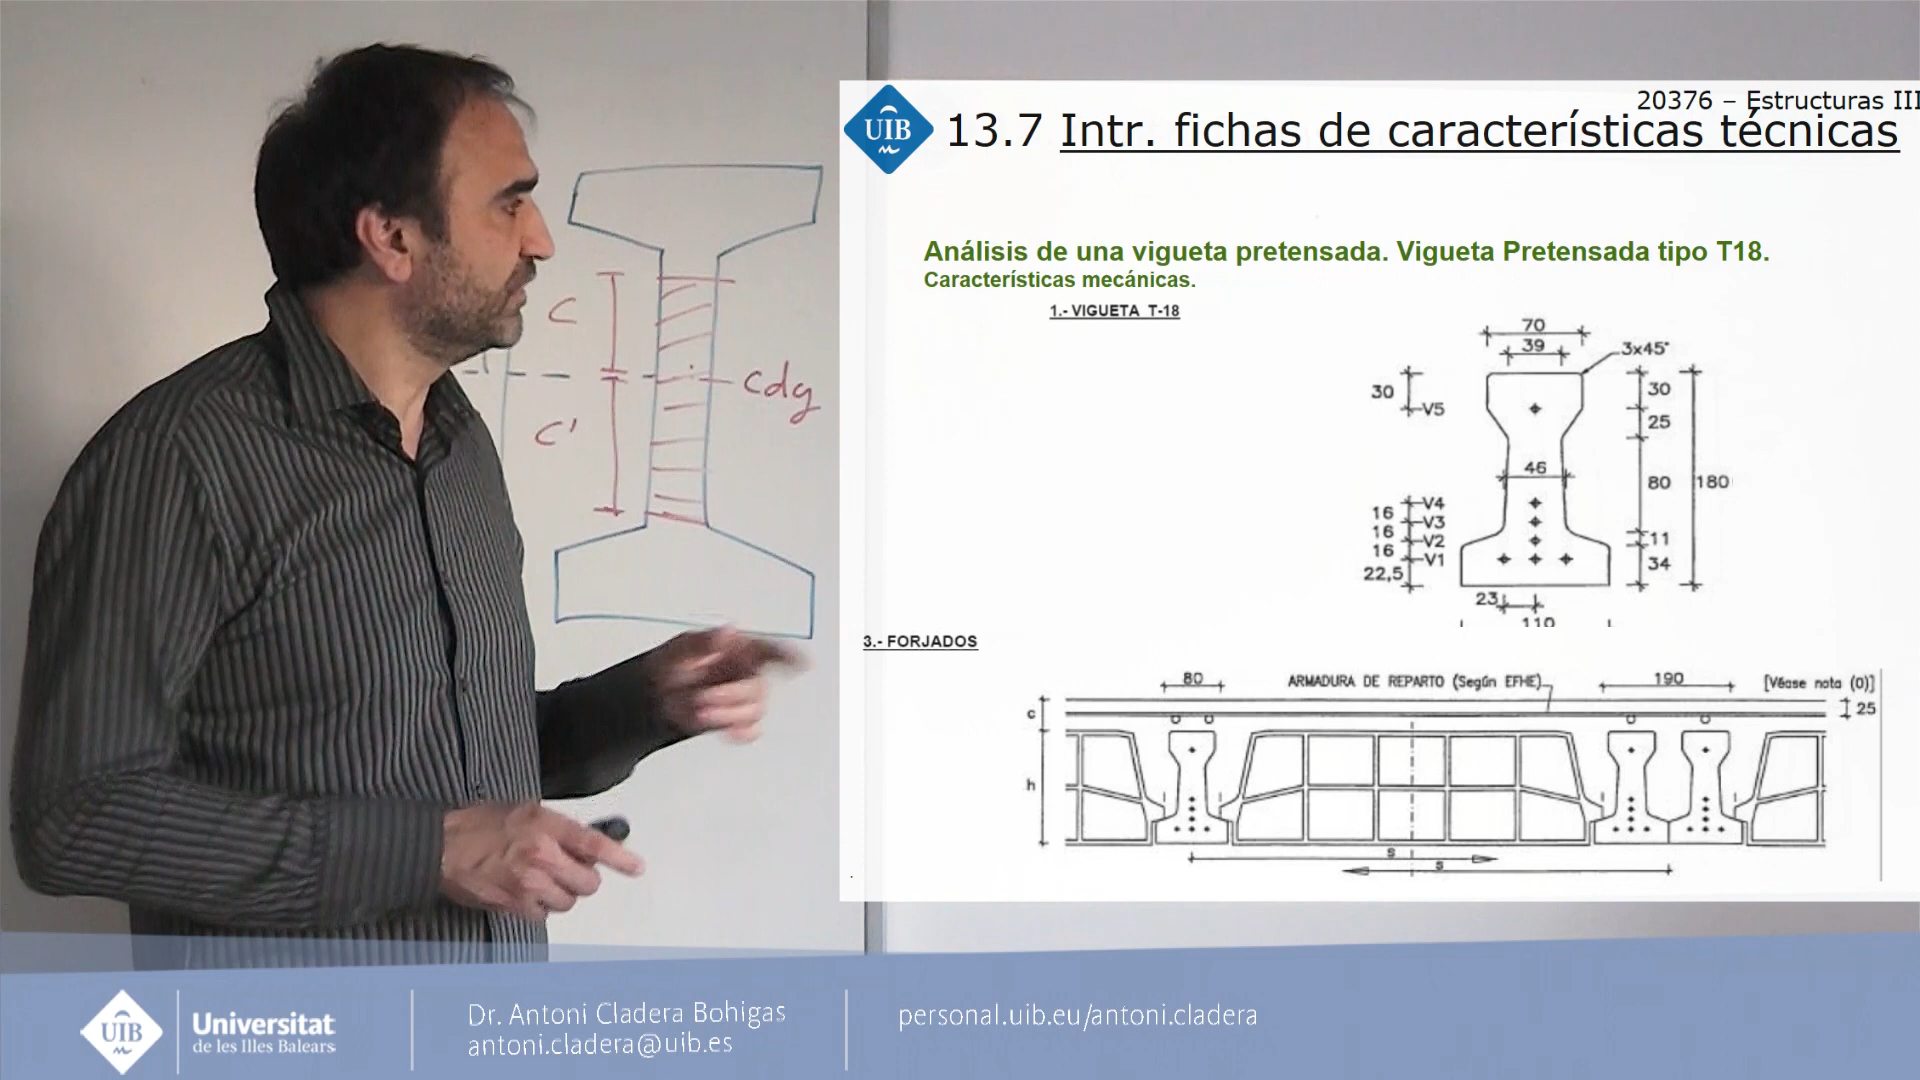 C
C'
cdg
UIB
20376 – Estructuras III
13.7 Intr. fichas de características técnicas
Análisis de una vigueta pretensada. Vigueta Pretensada tipo T18.
Características mecánicas.
1.- VIGUETA T-18
70
39
3x45°
30
V5
30
25
46
80
180
V4
16
V3
16
V2
16
V1
22,5
11
34
23
110
3.- FORJADOS
80
ARMADURA DE REPARTO (Según EFHE)
190
[Véase nota (0)]
c
25
h
s
s
UIB
Universitat
de les Illes Balears
Dr. Antoni Cladera Bohigas
antoni.cladera@uib.es
personal.uib.eu/antoni.cladera